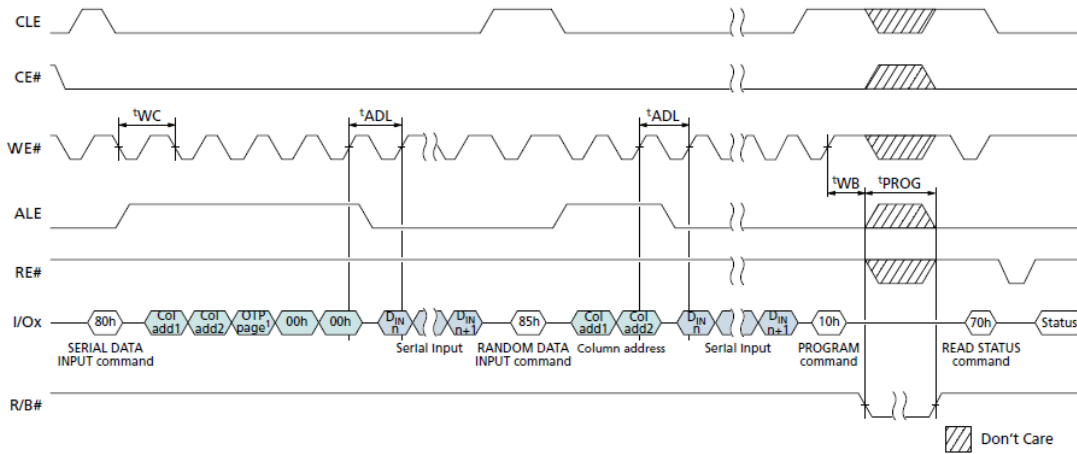 CLE
CE#
tWC
tADL
tADL
WE#
tWB
tPROG
ALE
RE#
I/Ox
80h
Col add1
Col add2
OTP page1
00h
00h
DIN n
DIN n+1
85h
Col add1
Col add2
DIN n
DIN n+1
10h
70h
Status
SERIAL DATA
INPUT command
Serial Input
RANDOM DATA
INPUT command
Column address
Serial Input
PROGRAM
command
READ STATUS
command
R/B#
Don't Care